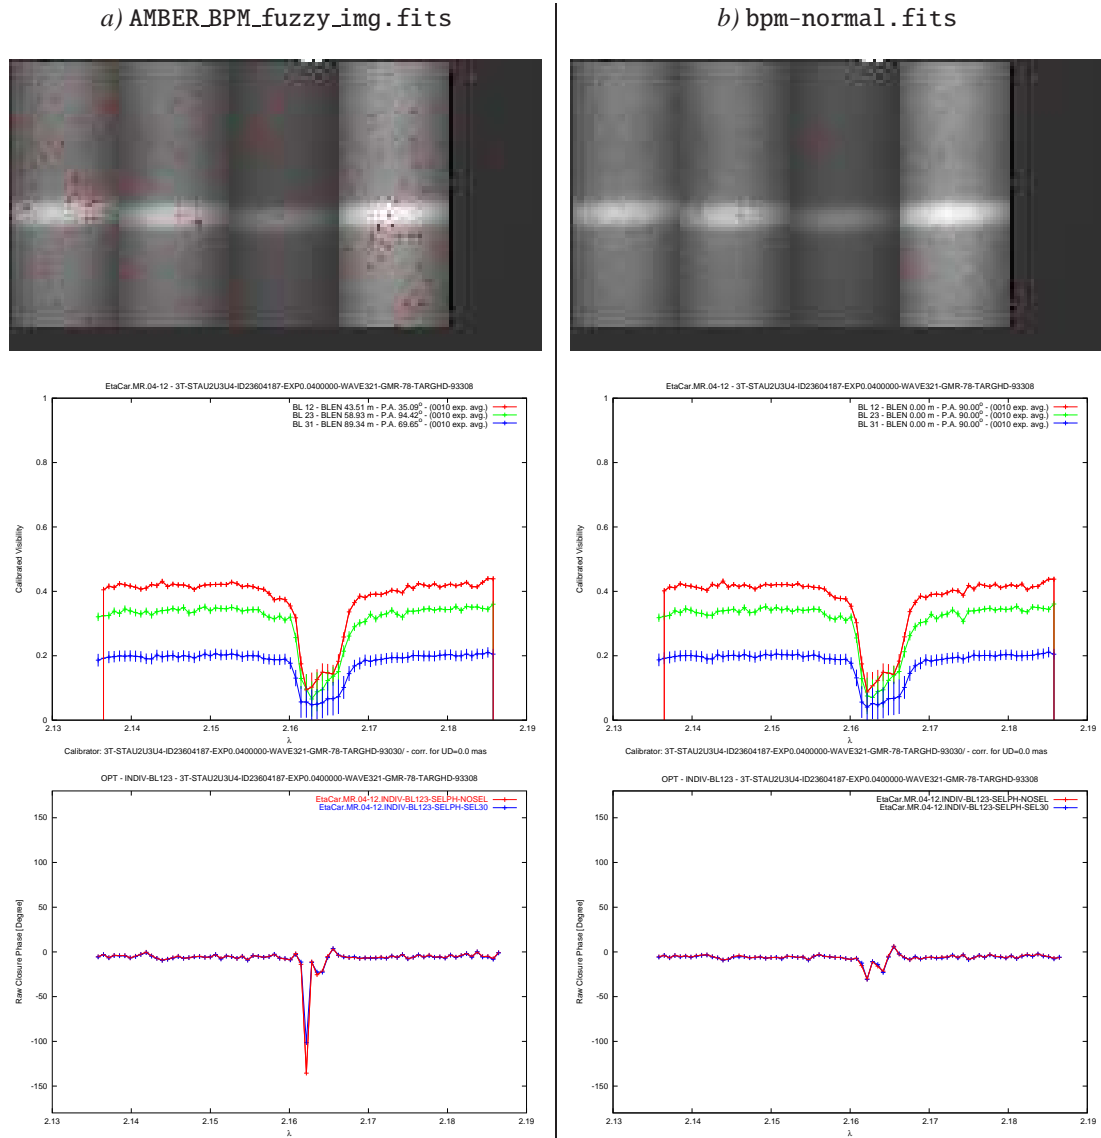 a) AMBER_BPM_fuzzy_img.fits
b) bpm-normal.fits
EtaCar.MR.04-12 - 3T-STAU2U3U4-ID23604187-EXP0.0400000-WAVE321-GMR-78-TARGHD-93308
BL 12 - BLEN 43.51 m - P.A. 35.09° - (0010 exp. avg.)
BL 23 - BLEN 58.93 m - P.A. 94.42° - (0010 exp. avg.)
BL 31 - BLEN 89.34 m - P.A. 69.65° - (0010 exp. avg.)
1
0.8
0.6
0.4
0.2
0
Calibrated Visibility
2.13 2.14 2.15 2.16 2.17 2.18 2.19
λ
Calibrator: 3T-STAU2U3U4-ID23604187-EXP0.0400000-WAVE321-GMR-78-TARGHD-93030/ - corr. for UD=0.0 mas
EtaCar.MR.04-12 - 3T-STAU2U3U4-ID23604187-EXP0.0400000-WAVE321-GMR-78-TARGHD-93308
BL 12 - BLEN 0.00 m - P.A. 90.00° - (0010 exp. avg.)
BL 23 - BLEN 0.00 m - P.A. 90.00° - (0010 exp. avg.)
BL 31 - BLEN 0.00 m - P.A. 90.00° - (0010 exp. avg.)
1
0.8
0.6
0.4
0.2
0
Calibrated Visibility
2.13 2.14 2.15 2.16 2.17 2.18 2.19
λ
Calibrator: 3T-STAU2U3U4-ID23604187-EXP0.0400000-WAVE321-GMR-78-TARGHD-93030/ - corr. for UD=0.0 mas
OPT - INDIV-BL123 - 3T-STAU2U3U4-ID23604187-EXP0.0400000-WAVE321-GMR-78-TARGHD-93308
EtaCar.MR.04-12.INDIV-BL123-SELPH-NOSEL
EtaCar.MR.04-12.INDIV-BL123-SELPH-SEL30
150
100
50
0
-50
-100
-150
Raw Closure Phase [Degree]
2.13 2.14 2.15 2.16 2.17 2.18 2.19
λ
OPT - INDIV-BL123 - 3T-STAU2U3U4-ID23604187-EXP0.0400000-WAVE321-GMR-78-TARGHD-93308
EtaCar.MR.04-12.INDIV-BL123-SELPH-NOSEL
EtaCar.MR.04-12.INDIV-BL123-SELPH-SEL30
150
100
50
0
-50
-100
-150
Raw Closure Phase [Degree]
2.13 2.14 2.15 2.16 2.17 2.18 2.19
λ